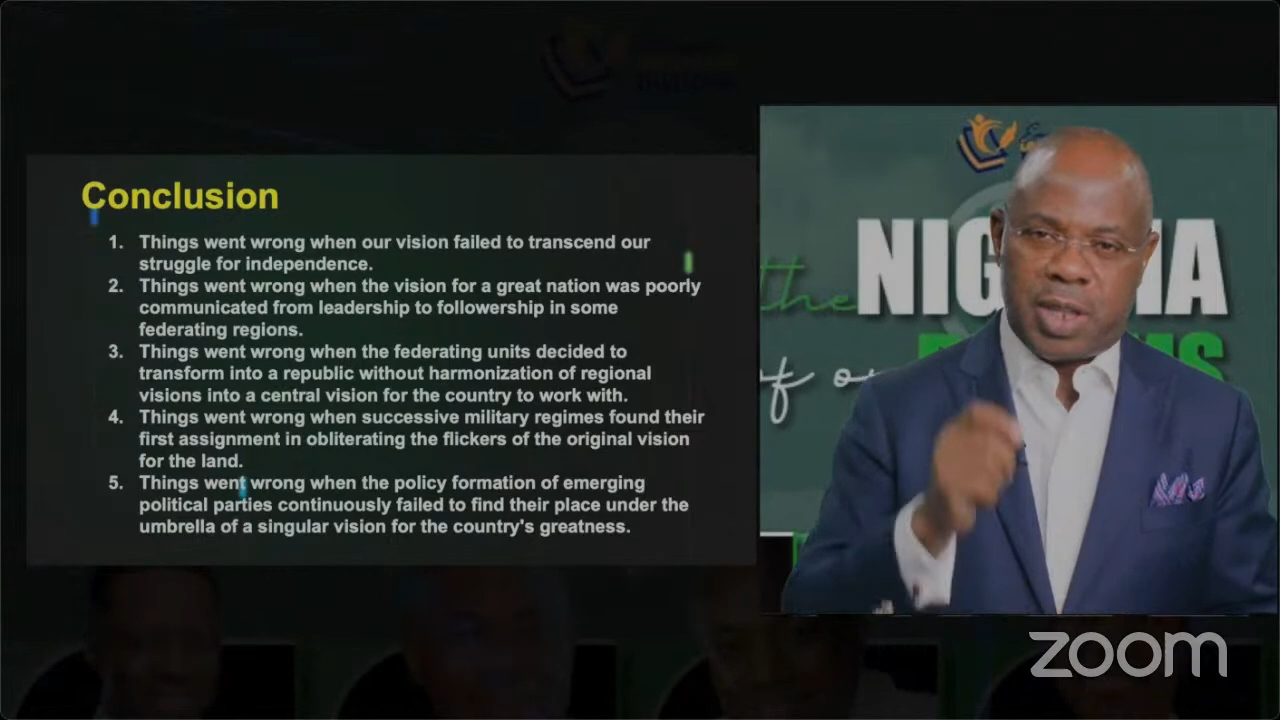 Conclusion
1. Things went wrong when our vision failed to transcend our
struggle for independence.
2. Things went wrong when the vision for a great nation was poorly
communicated from leadership to followership in some
federating regions.
3. Things went wrong when the federating units decided to
transform into a republic without harmonization of regional
visions into a central vision for the country to work with.
4. Things went wrong when successive military regimes found their
first assignment in obliterating the flickers of the original vision
for the land.
5. Things went wrong when the policy formation of emerging
political parties continuously failed to find their place under the
umbrella of a singular vision for the country's greatness.
the
of
zoom